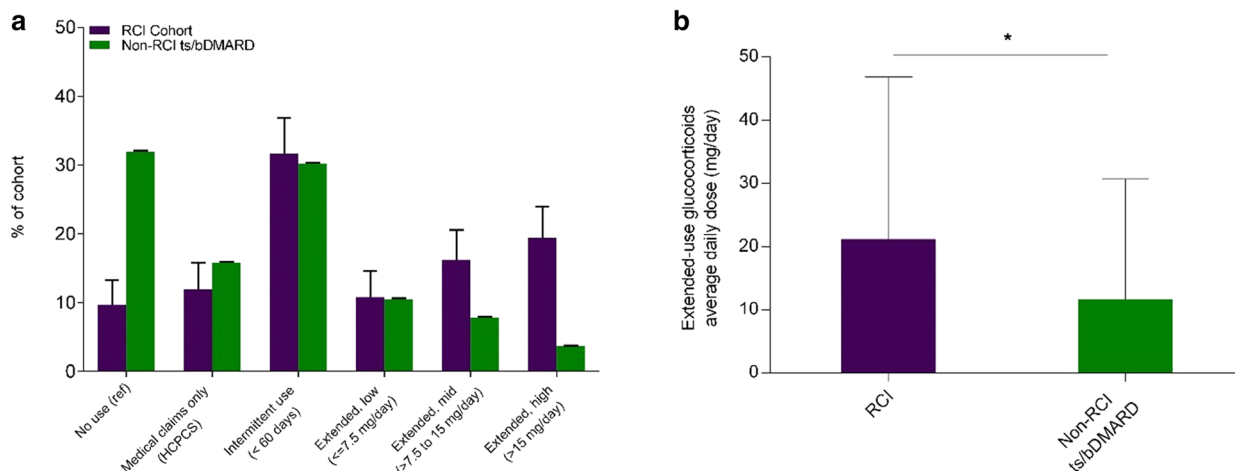 a
50
40
30
20
10
0
% of cohort
RCI Cohort
Non-RCI ts/bDMARD
No use (ref)
Medical claims only
(HCPCS)
Intermittent use
(< 60 days)
Extended. low
(<=7.5 mg/day)
Extended. mid
(>7.5 to 15 mg/day)
Extended, high
(>15 mg/day)
b
*
50
40
30
20
10
0
Extended-use glucocorticoids
average daily dose (mg/day)
RCI
Non-RCI
ts/bDMARD